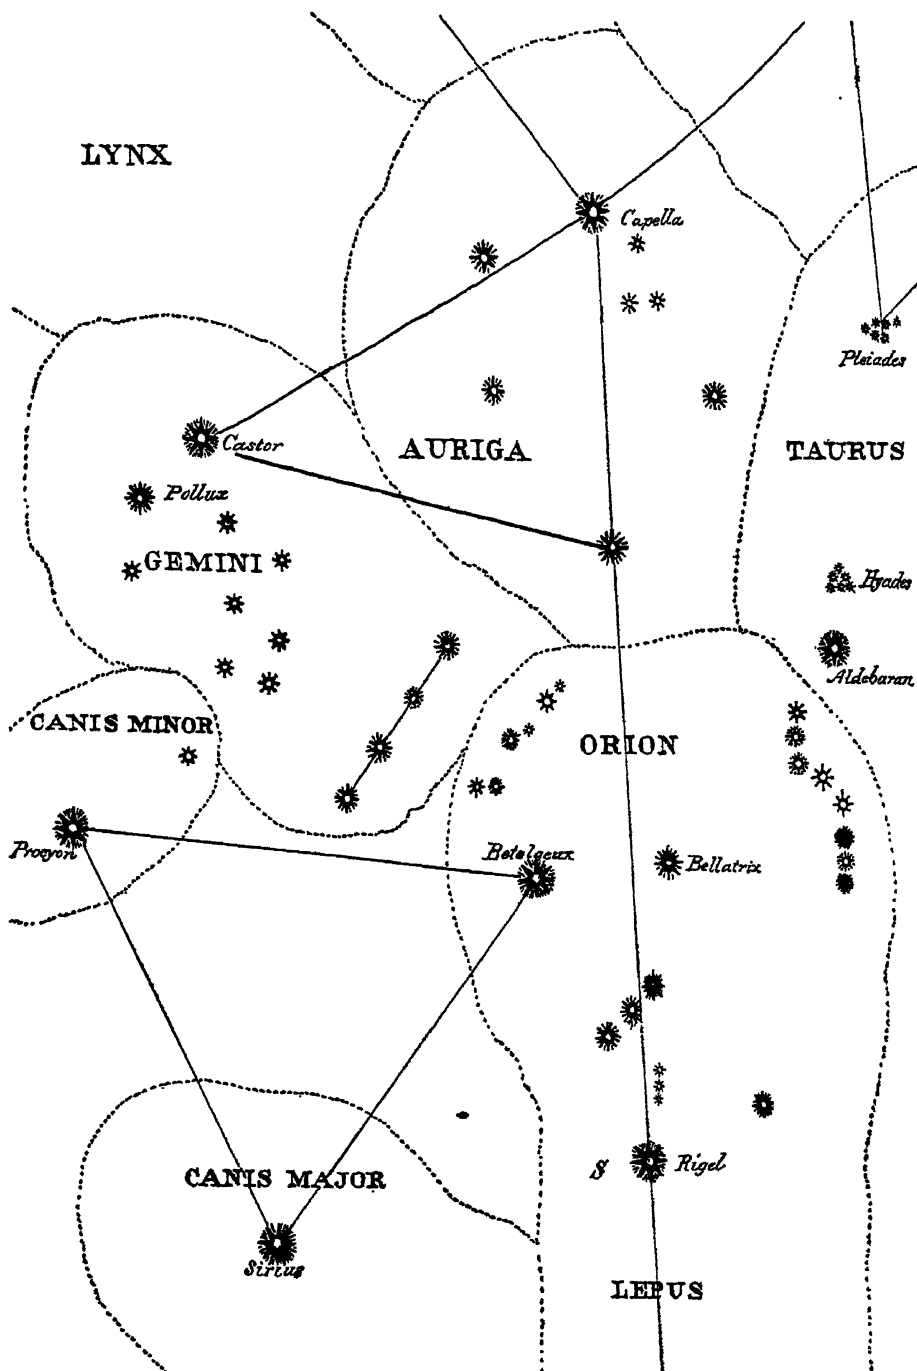 LYNX
Capella
Pleiades
Castor
AURIGA
TAURUS
Pollux
GEMINI
Hyades
Aldebaran
CANIS MINOR
ORION
Procyon
Betelgeux
Bellatrix
CANIS MAJOR
S
Rigel
Sirius
LEPUS